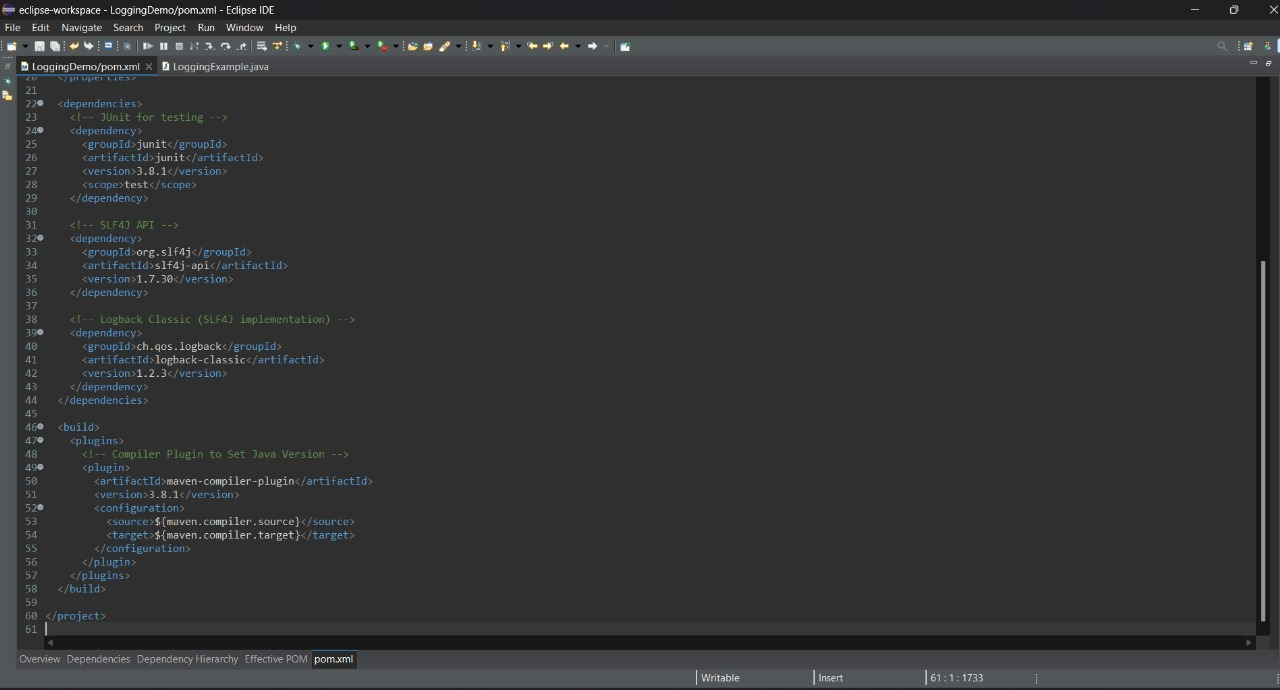 eclipse-workspace - LoggingDemo/pom.xml - Eclipse IDE
File Edit Navigate Search Project Run Window Help
LoggingDemo/pom.xml LoggingExample.java
20 </properties>
21
22 <dependencies>
23 <!-- JUnit for testing -->
24 <dependency>
25 <groupId>junit</groupId>
26 <artifactId>junit</artifactId>
27 <version>3.8.1</version>
28 <scope>test</scope>
29 </dependency>
30
31 <!-- SLF4J API -->
32 <dependency>
33 <groupId>org.slf4j</groupId>
34 <artifactId>slf4j-api</artifactId>
35 <version>1.7.30</version>
36 </dependency>
37
38 <!-- Logback Classic (SLF4J implementation) -->
39 <dependency>
40 <groupId>ch.qos.logback</groupId>
41 <artifactId>logback-classic</artifactId>
42 <version>1.2.3</version>
43 </dependency>
44 </dependencies>
45
46 <build>
47 <plugins>
48 <!-- Compiler Plugin to Set Java Version -->
49 <plugin>
50 <artifactId>maven-compiler-plugin</artifactId>
51 <version>3.8.1</version>
52 <configuration>
53 <source>${maven.compiler.source}</source>
54 <target>${maven.compiler.target}</target>
55 </configuration>
56 </plugin>
57 </plugins>
58 </build>
59
60 </project>
61
Overview Dependencies Dependency Hierarchy Effective POM pom.xml
Writable Insert 61 : 1 : 1733